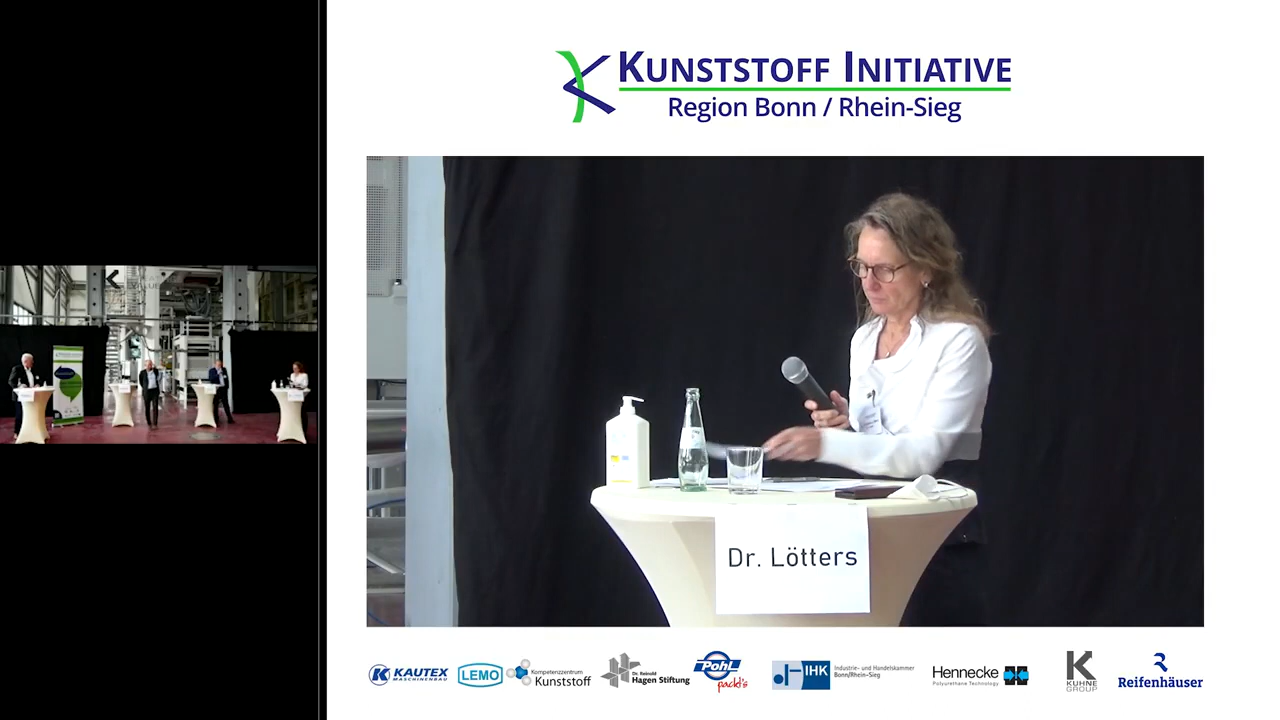 KUNSTSTOFF INITIATIVE
Region Bonn / Rhein-Sieg
Dr. Lötters
KAUTEX
MASCHINENBAU
LEMO
Kompetenzzentrum
Kunststoff
Dr. Reinold
Hagen Stiftung
Pohl
packt's
IHK
Industrie- und Handelskammer
Bonn/Rhein-Sieg
Hennecke
Polyurethane Technology
KUHNE
GROUP
Reifenhäuser